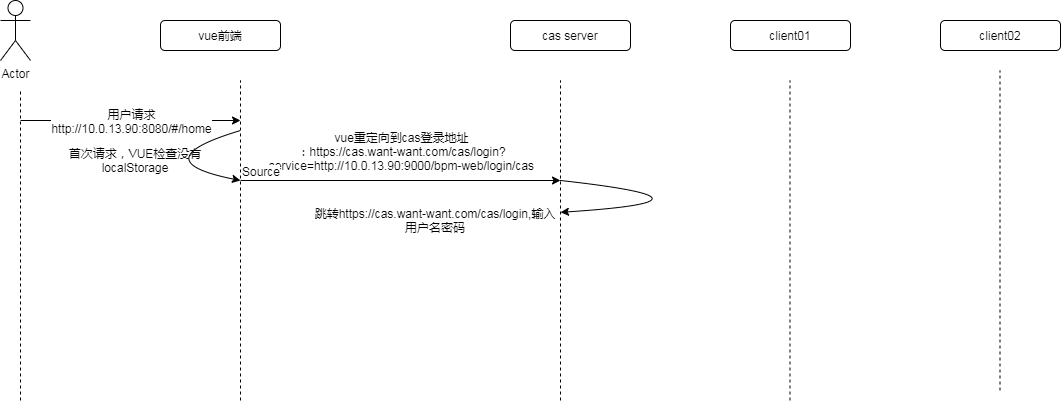 vue前端
cas server
client01
client02
Actor
用户请求
http://10.0.13.90:8080/#/home
首次请求，VUE检查没有
localStorage
vue重定向到cas登录地址
：https://cas.want-want.com/cas/login?
service=http://10.0.13.90:9000/bpm-web/login/cas
Source
跳转https://cas.want-want.com/cas/login,输入
用户名密码